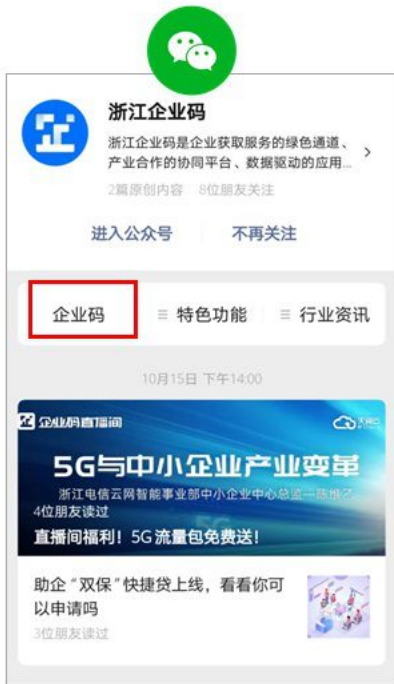 浙江企业码
浙江企业码是企业获取服务的绿色通道、
产业合作的协同平台、数据驱动的应用...
2篇原创内容 8位朋友关注
进入公众号 不再关注
企业码 特色功能 行业资讯
10月15日 下午14:00
企业码直播间
5G与中小企业产业变革
浙江电信云网智能事业部中小企业中心总监
4位朋友读过
直播间福利！5G流量包免费送！
助企“双保”快捷贷上线，看看你可
以申请吗
3位朋友读过